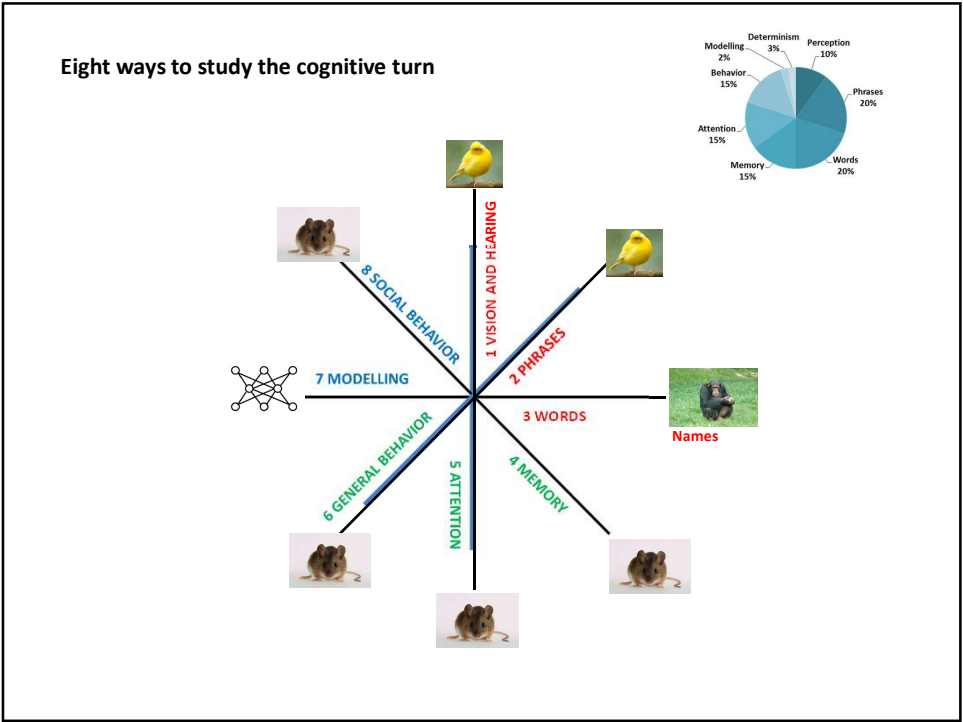 Eight ways to study the cognitive turn
Determinism
3%
Perception
10%
Modelling
2%
Behavior
15%
Phrases
20%
Attention
15%
Words
20%
Memory
15%
1 VISION AND HEARING
2 PHRASES
3 WORDS
Names
4 MEMORY
5 ATTENTION
6 GENERAL BEHAVIOR
7 MODELLING
8 SOCIAL BEHAVIOR